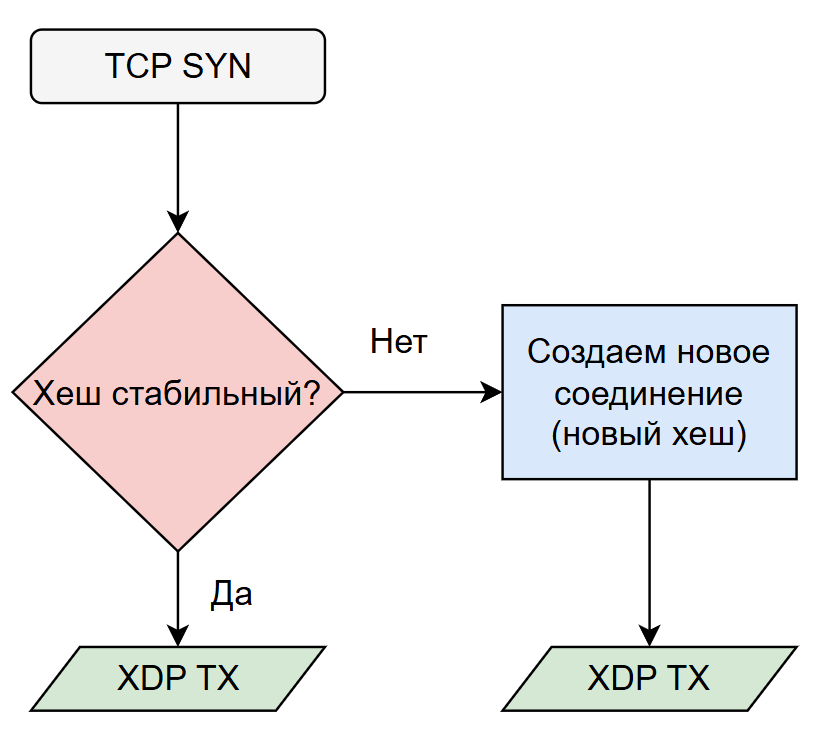 TCP SYN
Хеш стабильный?
Нет
Создаем новое
соединение
(новый хеш)
Да
XDP TX
XDP TX